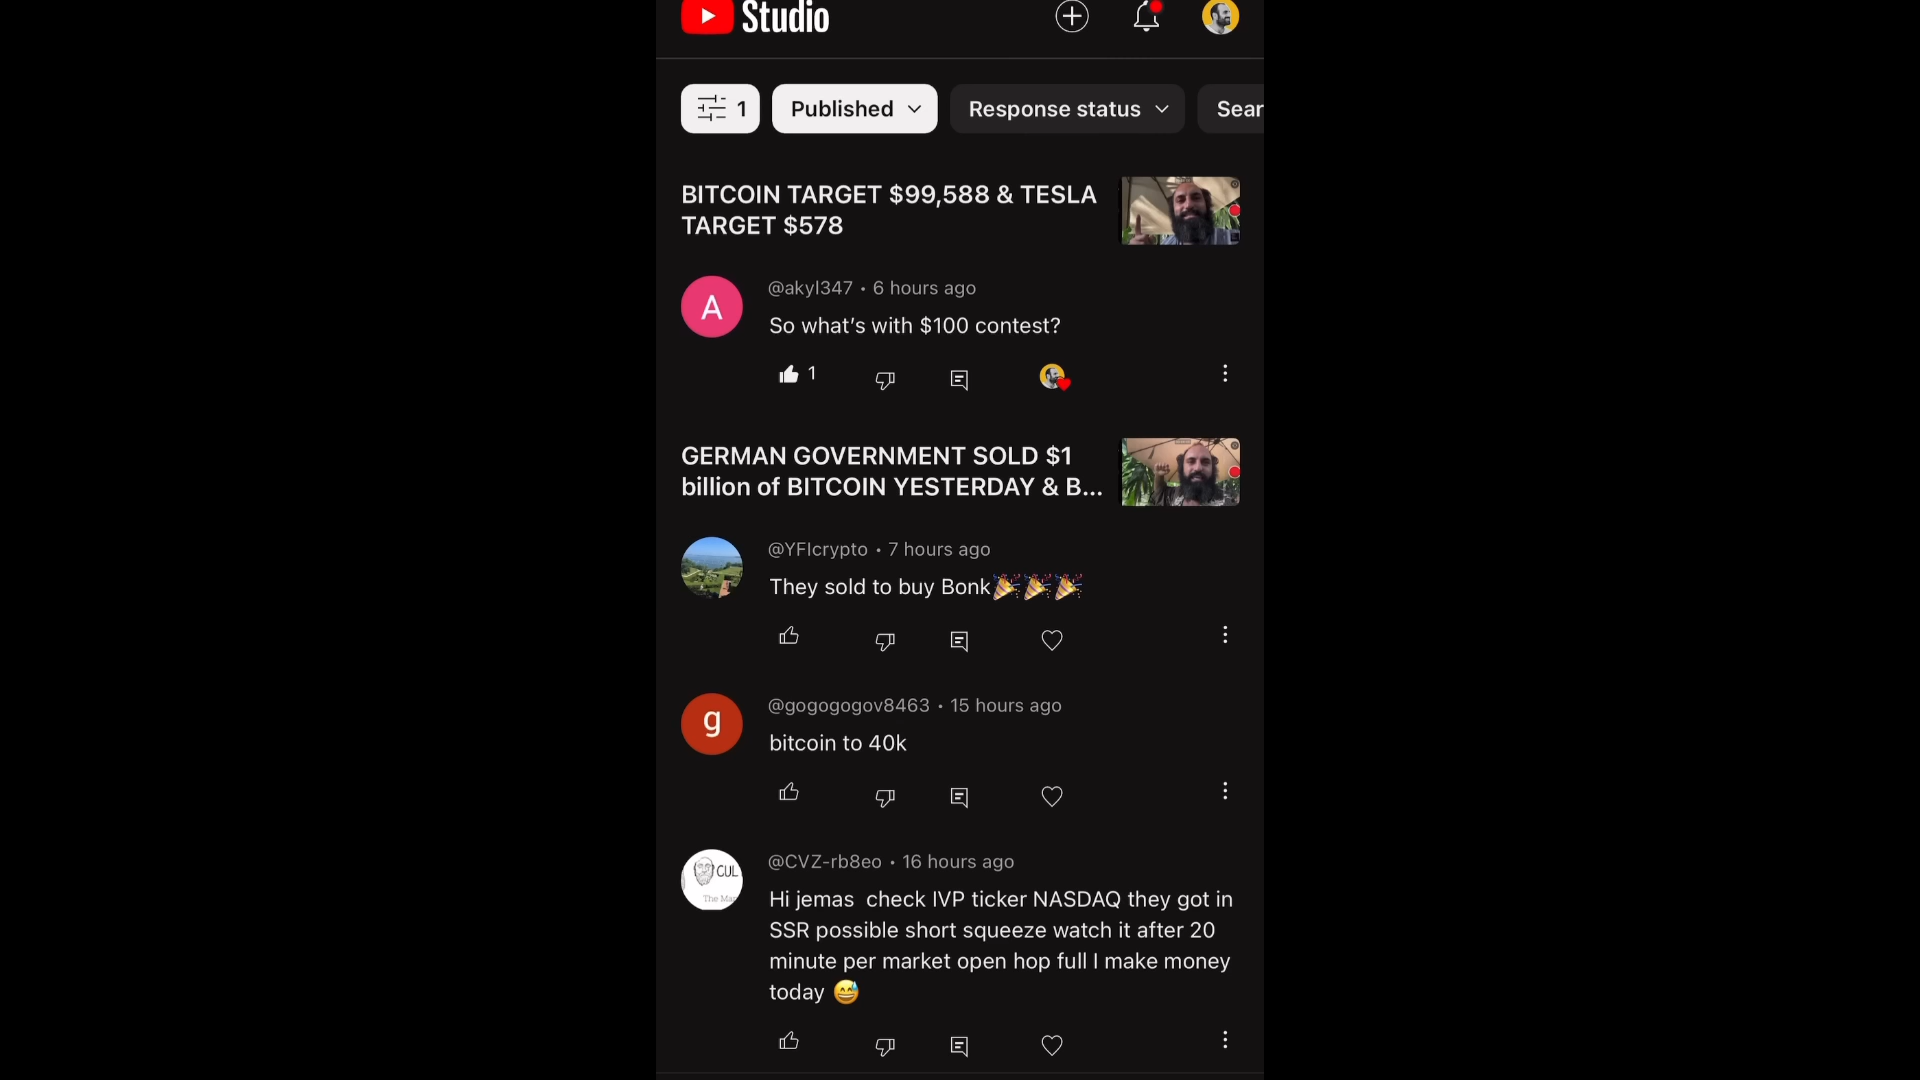 Studio
1
Published
Response status
Sear
BITCOIN TARGET $99,588 & TESLA
TARGET $578
A
@akyl347 • 6 hours ago
So what’s with $100 contest?
1
GERMAN GOVERNMENT SOLD $1
billion of BITCOIN YESTERDAY & B...
@YFIcrypto • 7 hours ago
They sold to buy Bonk🎉🎉🎉
g
@gogogogov8463 • 15 hours ago
bitcoin to 40k
CUL
The Mar
@CVZ-rb8eo • 16 hours ago
Hi jemas  check IVP ticker NASDAQ they got in
SSR possible short squeeze watch it after 20
minute per market open hop full I make money
today 😅